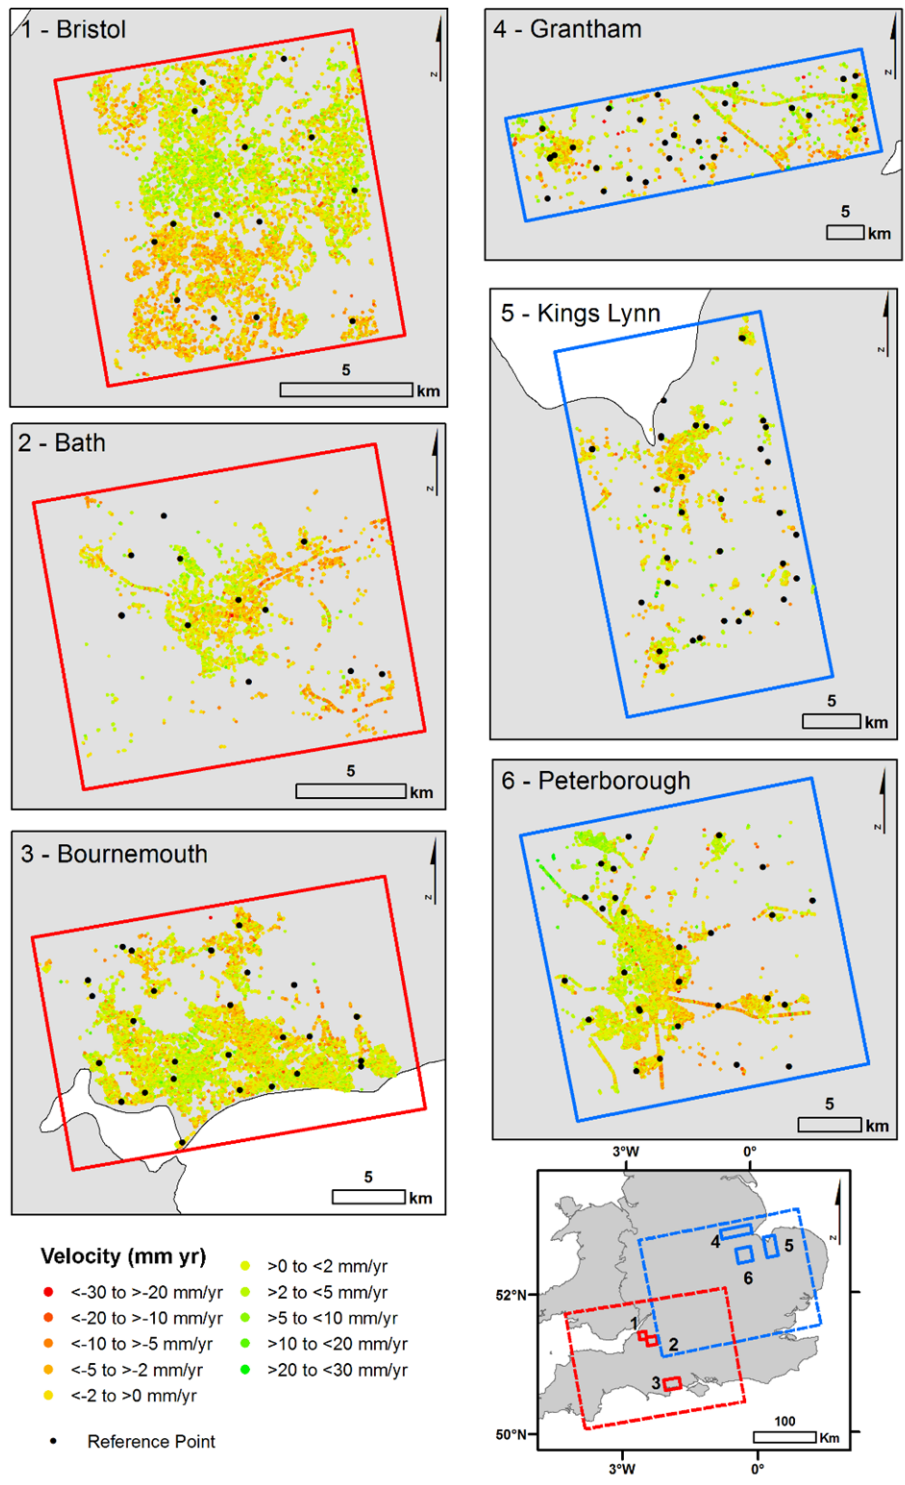 1 - Bristol
z
5
km
2 - Bath
z
5
km
3 - Bournemouth
z
5
km
4 - Grantham
z
5
km
5 - Kings Lynn
z
5
km
6 - Peterborough
z
5
km
Velocity (mm yr)
<-30 to >-20 mm/yr
<-20 to >-10 mm/yr
<-10 to >-5 mm/yr
<-5 to >-2 mm/yr
<-2 to >0 mm/yr
>0 to <2 mm/yr
>2 to <5 mm/yr
>5 to <10 mm/yr
>10 to <20 mm/yr
>20 to <30 mm/yr
Reference Point
3°W 0°
z
4 5
6
52°N
1
2
3
100
Km
50°N
3°W 0°